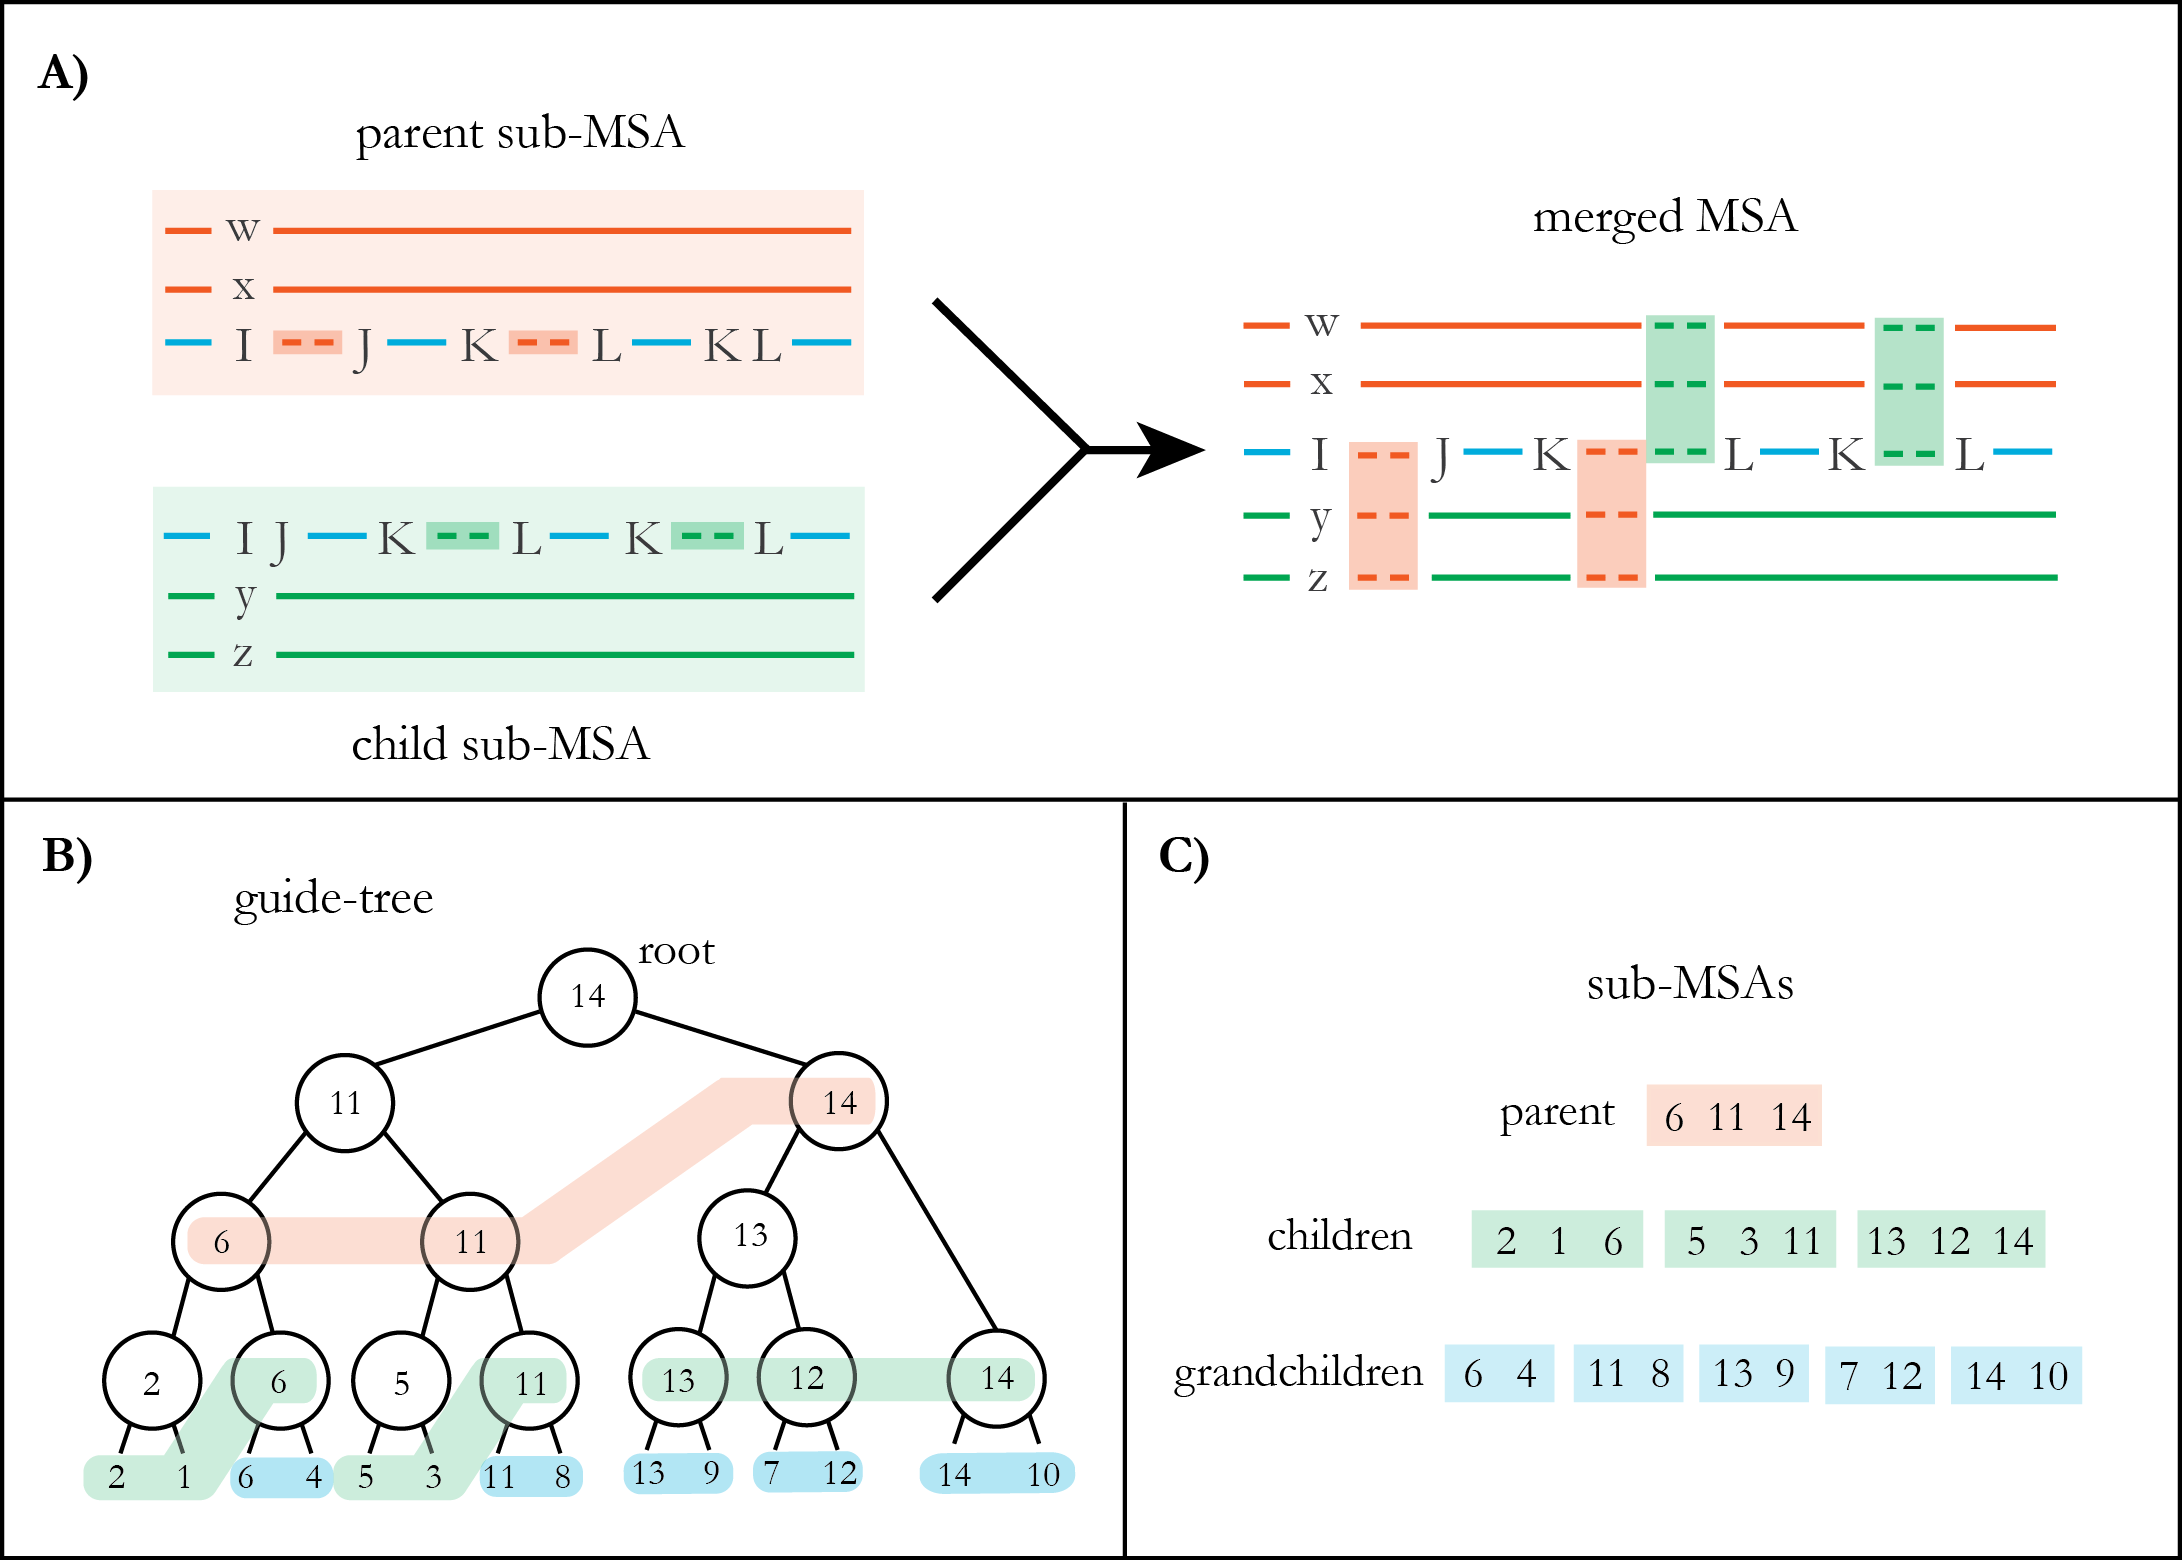 A)
parent sub-MSA
w
x
I J K L K L
I J K L K L
y
z
child sub-MSA
merged MSA
w
x
I J K L K L
y
z
B)
guide-tree
root
14
11 14
6 11 13
2 6 5 11 13 12 14
2 1 6 4 5 3 11 8 13 9 7 12 14 10
C)
sub-MSAs
parent 6 11 14
children 2 1 6 5 3 11 13 12 14
grandchildren 6 4 11 8 13 9 7 12 14 10